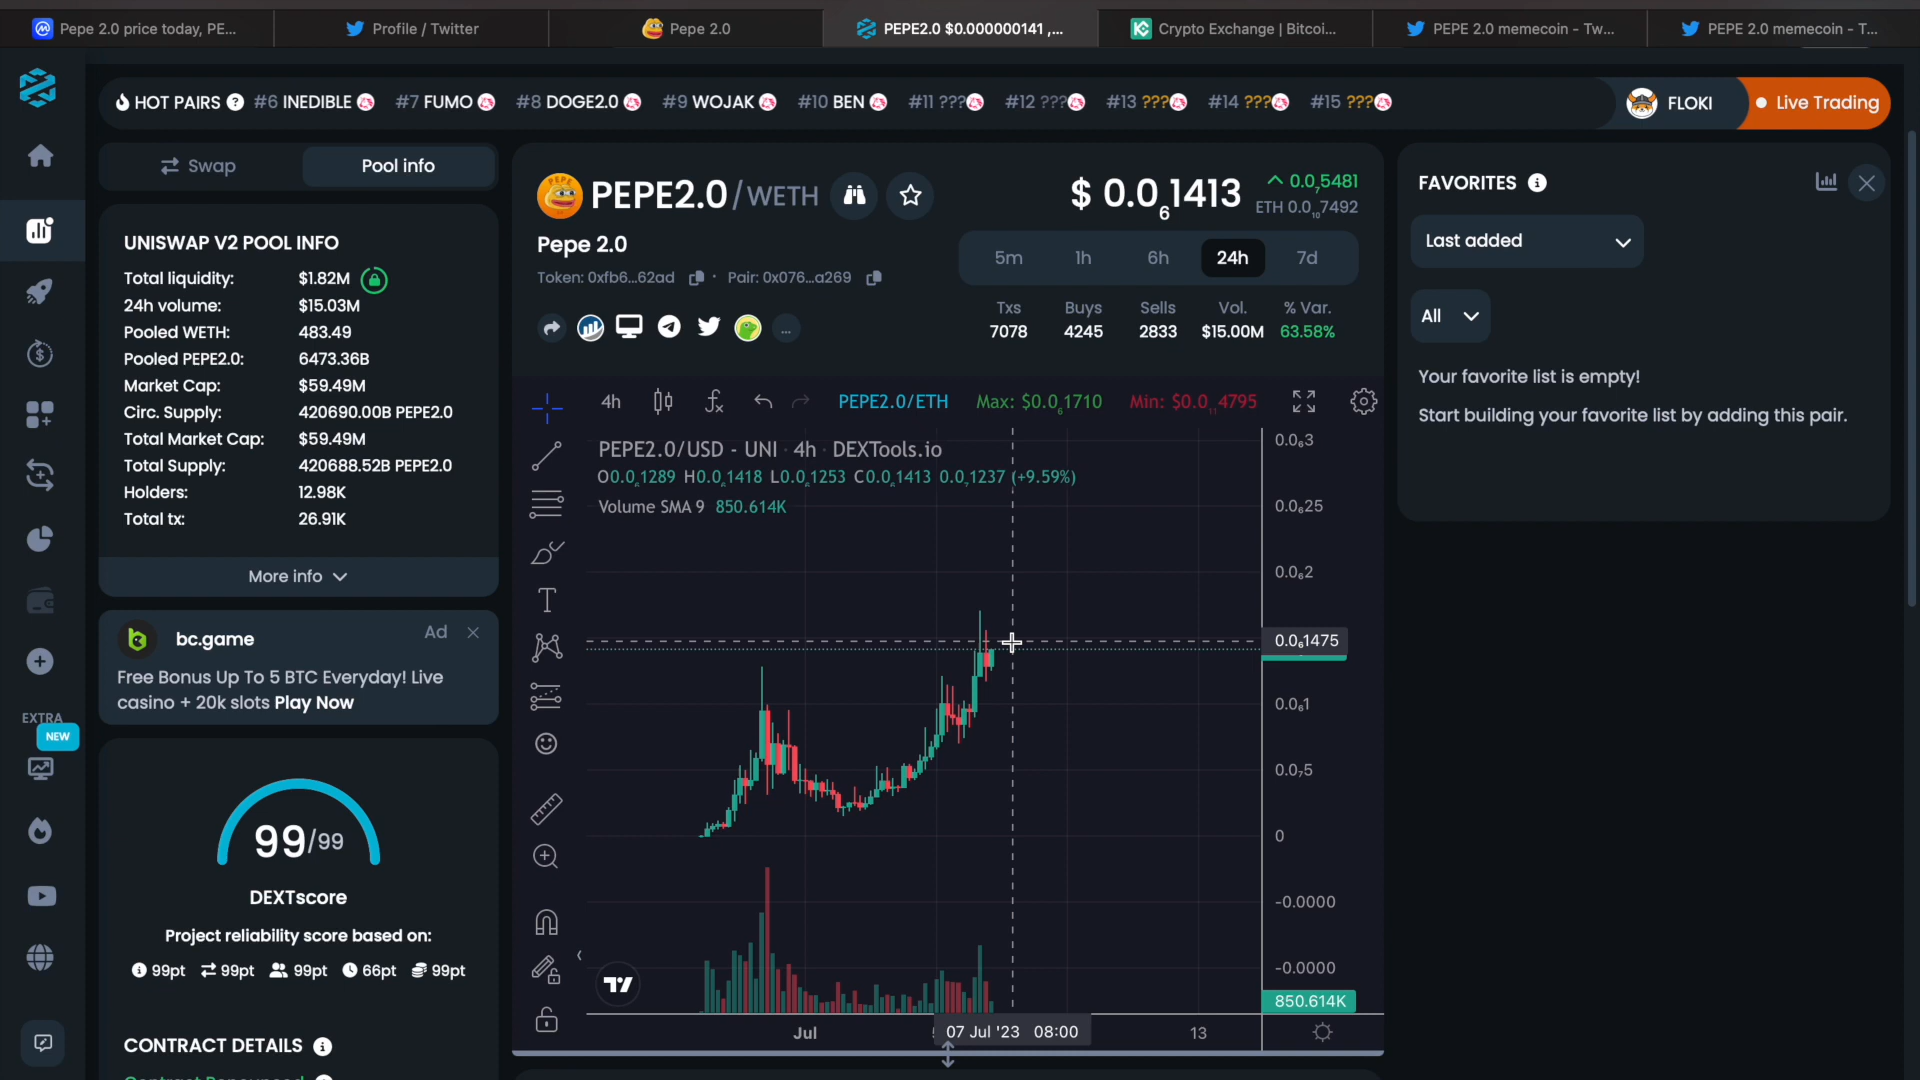 Pepe 2.0 price today, PE...
Profile / Twitter
Pepe 2.0
PEPE2.0 $0.000000141 ,...
Crypto Exchange | Bitcoi...
PEPE 2.0 memecoin - Tw...
PEPE 2.0 memecoin - T...
HOT PAIRS ? #6 INEDIBLE #7 FUMO #8 DOGE2.0 #9 WOJAK #10 BEN #11 ??? #12 ??? #13 ??? #14 ??? #15 ???
FLOKI
Live Trading
Swap
Pool info
UNISWAP V2 POOL INFO
Total liquidity: $1.82M
24h volume: $15.03M
Pooled WETH: 483.49
Pooled PEPE2.0: 6473.36B
Market Cap: $59.49M
Circ. Supply: 420690.00B PEPE2.0
Total Market Cap: $59.49M
Total Supply: 420688.52B PEPE2.0
Holders: 12.98K
Total tx: 26.91K
More info
bc.game
Ad
Free Bonus Up To 5 BTC Everyday! Live
casino + 20k slots Play Now
EXTRA
NEW
99/99
DEXTscore
Project reliability score based on:
99pt 99pt 99pt 66pt 99pt
CONTRACT DETAILS
PEPE
PEPE2.0/WETH
$ 0.0₆1413
0.0₇5481
ETH 0.0₁₀7492
Pepe 2.0
Token: 0xfb6...62ad · Pair: 0x076...a269
...
5m 1h 6h 24h 7d
Txs Buys Sells Vol. % Var.
7078 4245 2833 $15.00M 63.58%
4h
PEPE2.0/ETH
Max: $0.0₆1710
Min: $0.0₁₁4795
PEPE2.0/USD - UNI · 4h · DEXTools.io
O0.0₆1289 H0.0₆1418 L0.0₆1253 C0.0₆1413 0.0₇1237 (+9.59%)
Volume SMA 9 850.614K
0.0₆3
0.0₆25
0.0₆2
0.0₆1475
0.0₆1
0.0₇5
0
-0.0000
-0.0000
850.614K
Jul
07 Jul '23 08:00
13
FAVORITES
Last added
All
Your favorite list is empty!
Start building your favorite list by adding this pair.